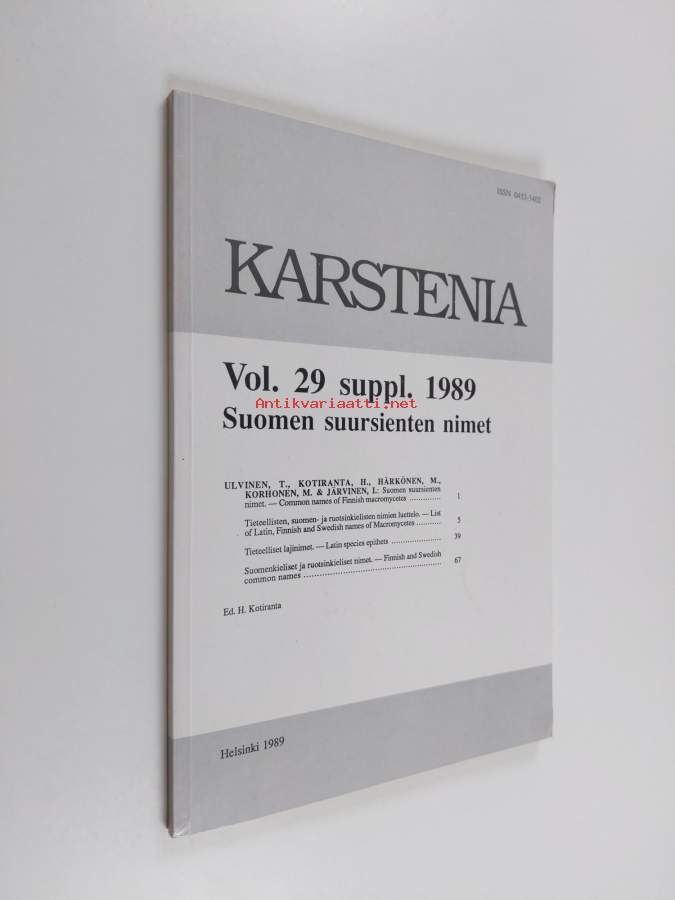 ISSN 0453-3402
KARSTENIA
Vol. 29 suppl. 1989
Antikvariaatti.net
Suomen suursienten nimet
ULVINEN, T., KOTIRANTA, H., HÄRKÖNEN, M.,
KORHONEN, M. & JÄRVINEN, I.: Suomen suursienten
nimet. — Common names of Finnish macromycetes .............. 1
Tieteellisten, suomen- ja ruotsinkielisten nimien luettelo. — List
of Latin, Finnish and Swedish names of Macromycetes ........... 5
Tieteelliset lajinimet. — Latin species epithets ...................... 39
Suomenkieliset ja ruotsinkieliset nimet. — Finnish and Swedish
common names .......................................................... 67
Ed. H. Kotiranta
Helsinki 1989